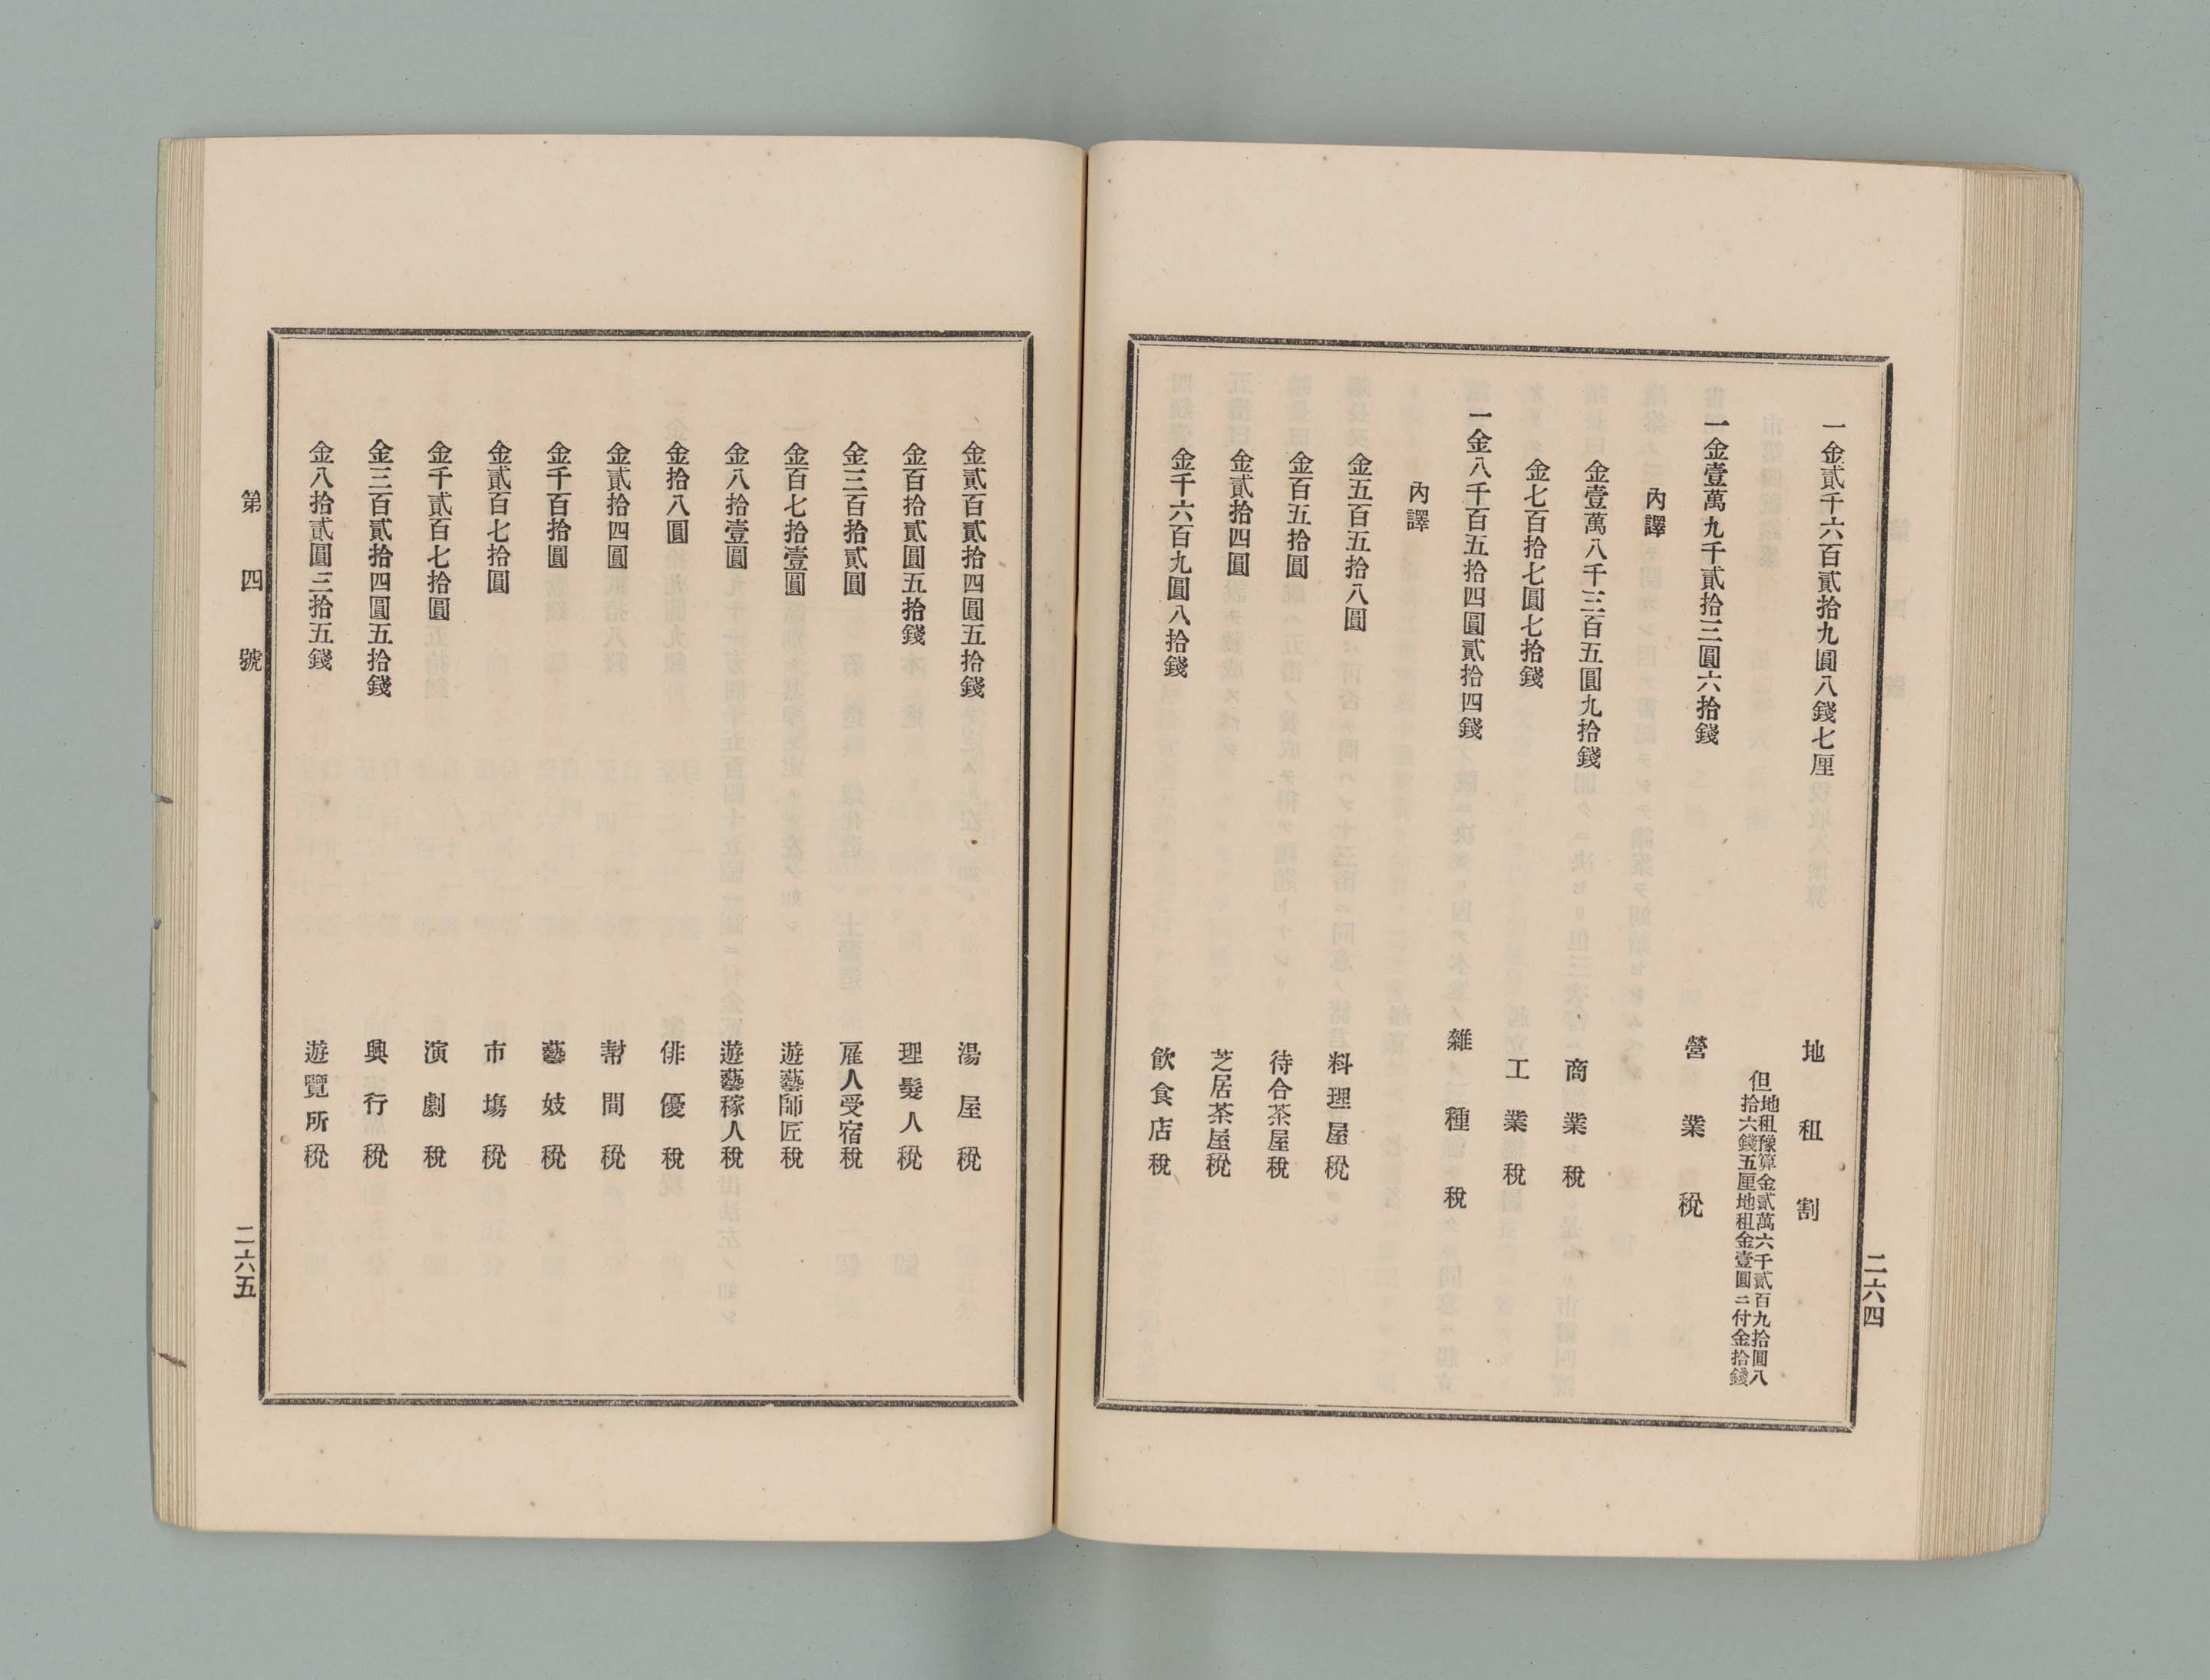 二六四
一金貳千六百貳拾九圓八錢七厘　地租割
但地租豫算金貳萬六千貳百九拾圓八
拾六錢五厘地租金壹圓ニ付金拾錢
一金壹萬九千貳拾三圓六拾錢　營業稅
內譯
金壹萬八千三百五圓九拾錢　商業稅
金七百拾七圓七拾錢　工業稅
一金八千百五拾四圓貳拾四錢　雜種稅
內譯
金五百五拾八圓　料理屋稅
金百五拾圓　待合茶屋稅
金貳拾四圓　芝居茶屋稅
金千六百九圓八拾錢　飮食店稅
金貳百貳拾四圓五拾錢　湯屋稅
金百拾貳圓五拾錢　理髮人稅
金三百拾貳圓　雇人受宿稅
金百七拾壹圓　遊藝師匠稅
金八拾壹圓　遊藝稼人稅
金拾八圓　俳優稅
金貳拾四圓　幇間稅
金千百拾圓　藝妓稅
金貳百七拾圓　市塲稅
金千貳百七拾圓　演劇稅
金三百貳拾四圓五拾錢　興行稅
金八拾貳圓三拾五錢　遊覽所稅
第四號
二六五